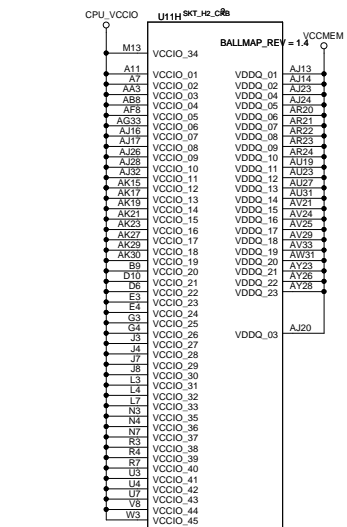 CPU_VCCIO
U11H SKT_H2_CRB
BALLMAP_REV = 1.4
VCCMEM
M13 VCCIO_34
A11 VCCIO_01 VDDQ_01 AJ13
A7 VCCIO_02 VDDQ_02 AJ14
AA3 VCCIO_03 VDDQ_04 AJ23
AB8 VCCIO_04 VDDQ_05 AJ24
AF8 VCCIO_05 VDDQ_06 AR20
AG33 VCCIO_06 VDDQ_07 AR21
AJ16 VCCIO_07 VDDQ_08 AR22
AJ17 VCCIO_08 VDDQ_09 AR23
AJ26 VCCIO_09 VDDQ_10 AR24
AJ28 VCCIO_10 VDDQ_11 AU19
AJ32 VCCIO_11 VDDQ_12 AU23
AK15 VCCIO_12 VDDQ_13 AU27
AK17 VCCIO_13 VDDQ_14 AU31
AK19 VCCIO_14 VDDQ_15 AV21
AK21 VCCIO_15 VDDQ_16 AV24
AK23 VCCIO_16 VDDQ_17 AV25
AK27 VCCIO_17 VDDQ_18 AV29
AK29 VCCIO_18 VDDQ_19 AV33
AK30 VCCIO_19 VDDQ_20 AW31
B9 VCCIO_20 VDDQ_21 AY23
D10 VCCIO_21 VDDQ_22 AY26
D6 VCCIO_22 VDDQ_23 AY28
E3 VCCIO_23
E4 VCCIO_24
G3 VCCIO_25
G4 VCCIO_26 VDDQ_03 AJ20
J3 VCCIO_27
J4 VCCIO_28
J7 VCCIO_29
J8 VCCIO_30
L3 VCCIO_31
L4 VCCIO_32
L7 VCCIO_33
N3 VCCIO_35
N4 VCCIO_36
N7 VCCIO_37
R3 VCCIO_38
R4 VCCIO_39
R7 VCCIO_40
U3 VCCIO_41
U4 VCCIO_42
U7 VCCIO_43
V8 VCCIO_44
W3 VCCIO_45